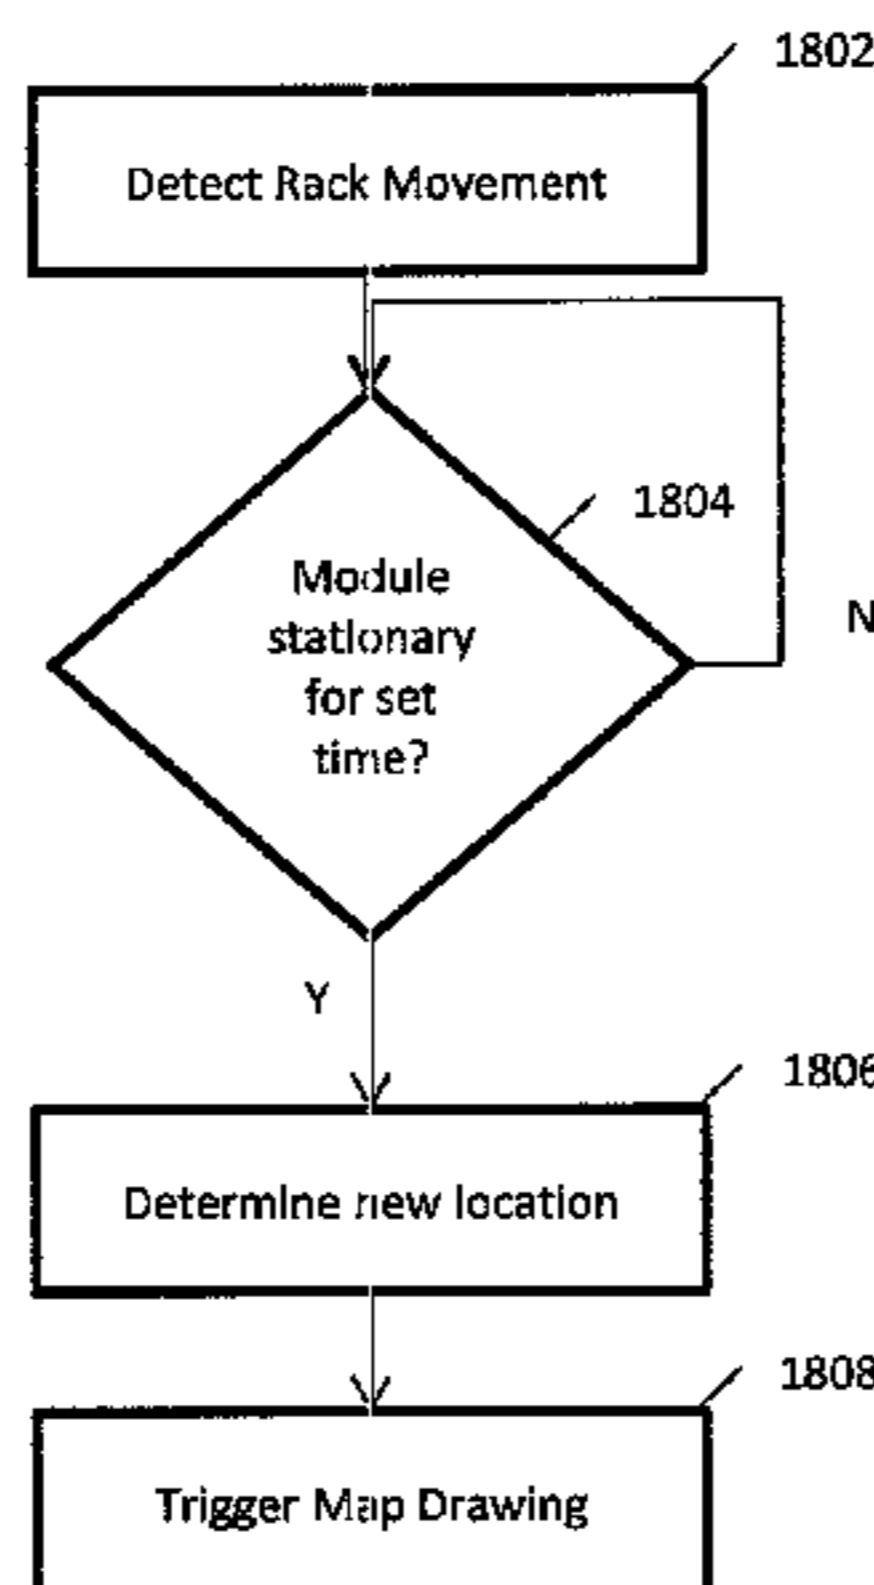 1802
Detect Rack Movement
1804
Module
stationary
for set
time?
N
Y
1806
Determine new location
1808
Trigger Map Drawing